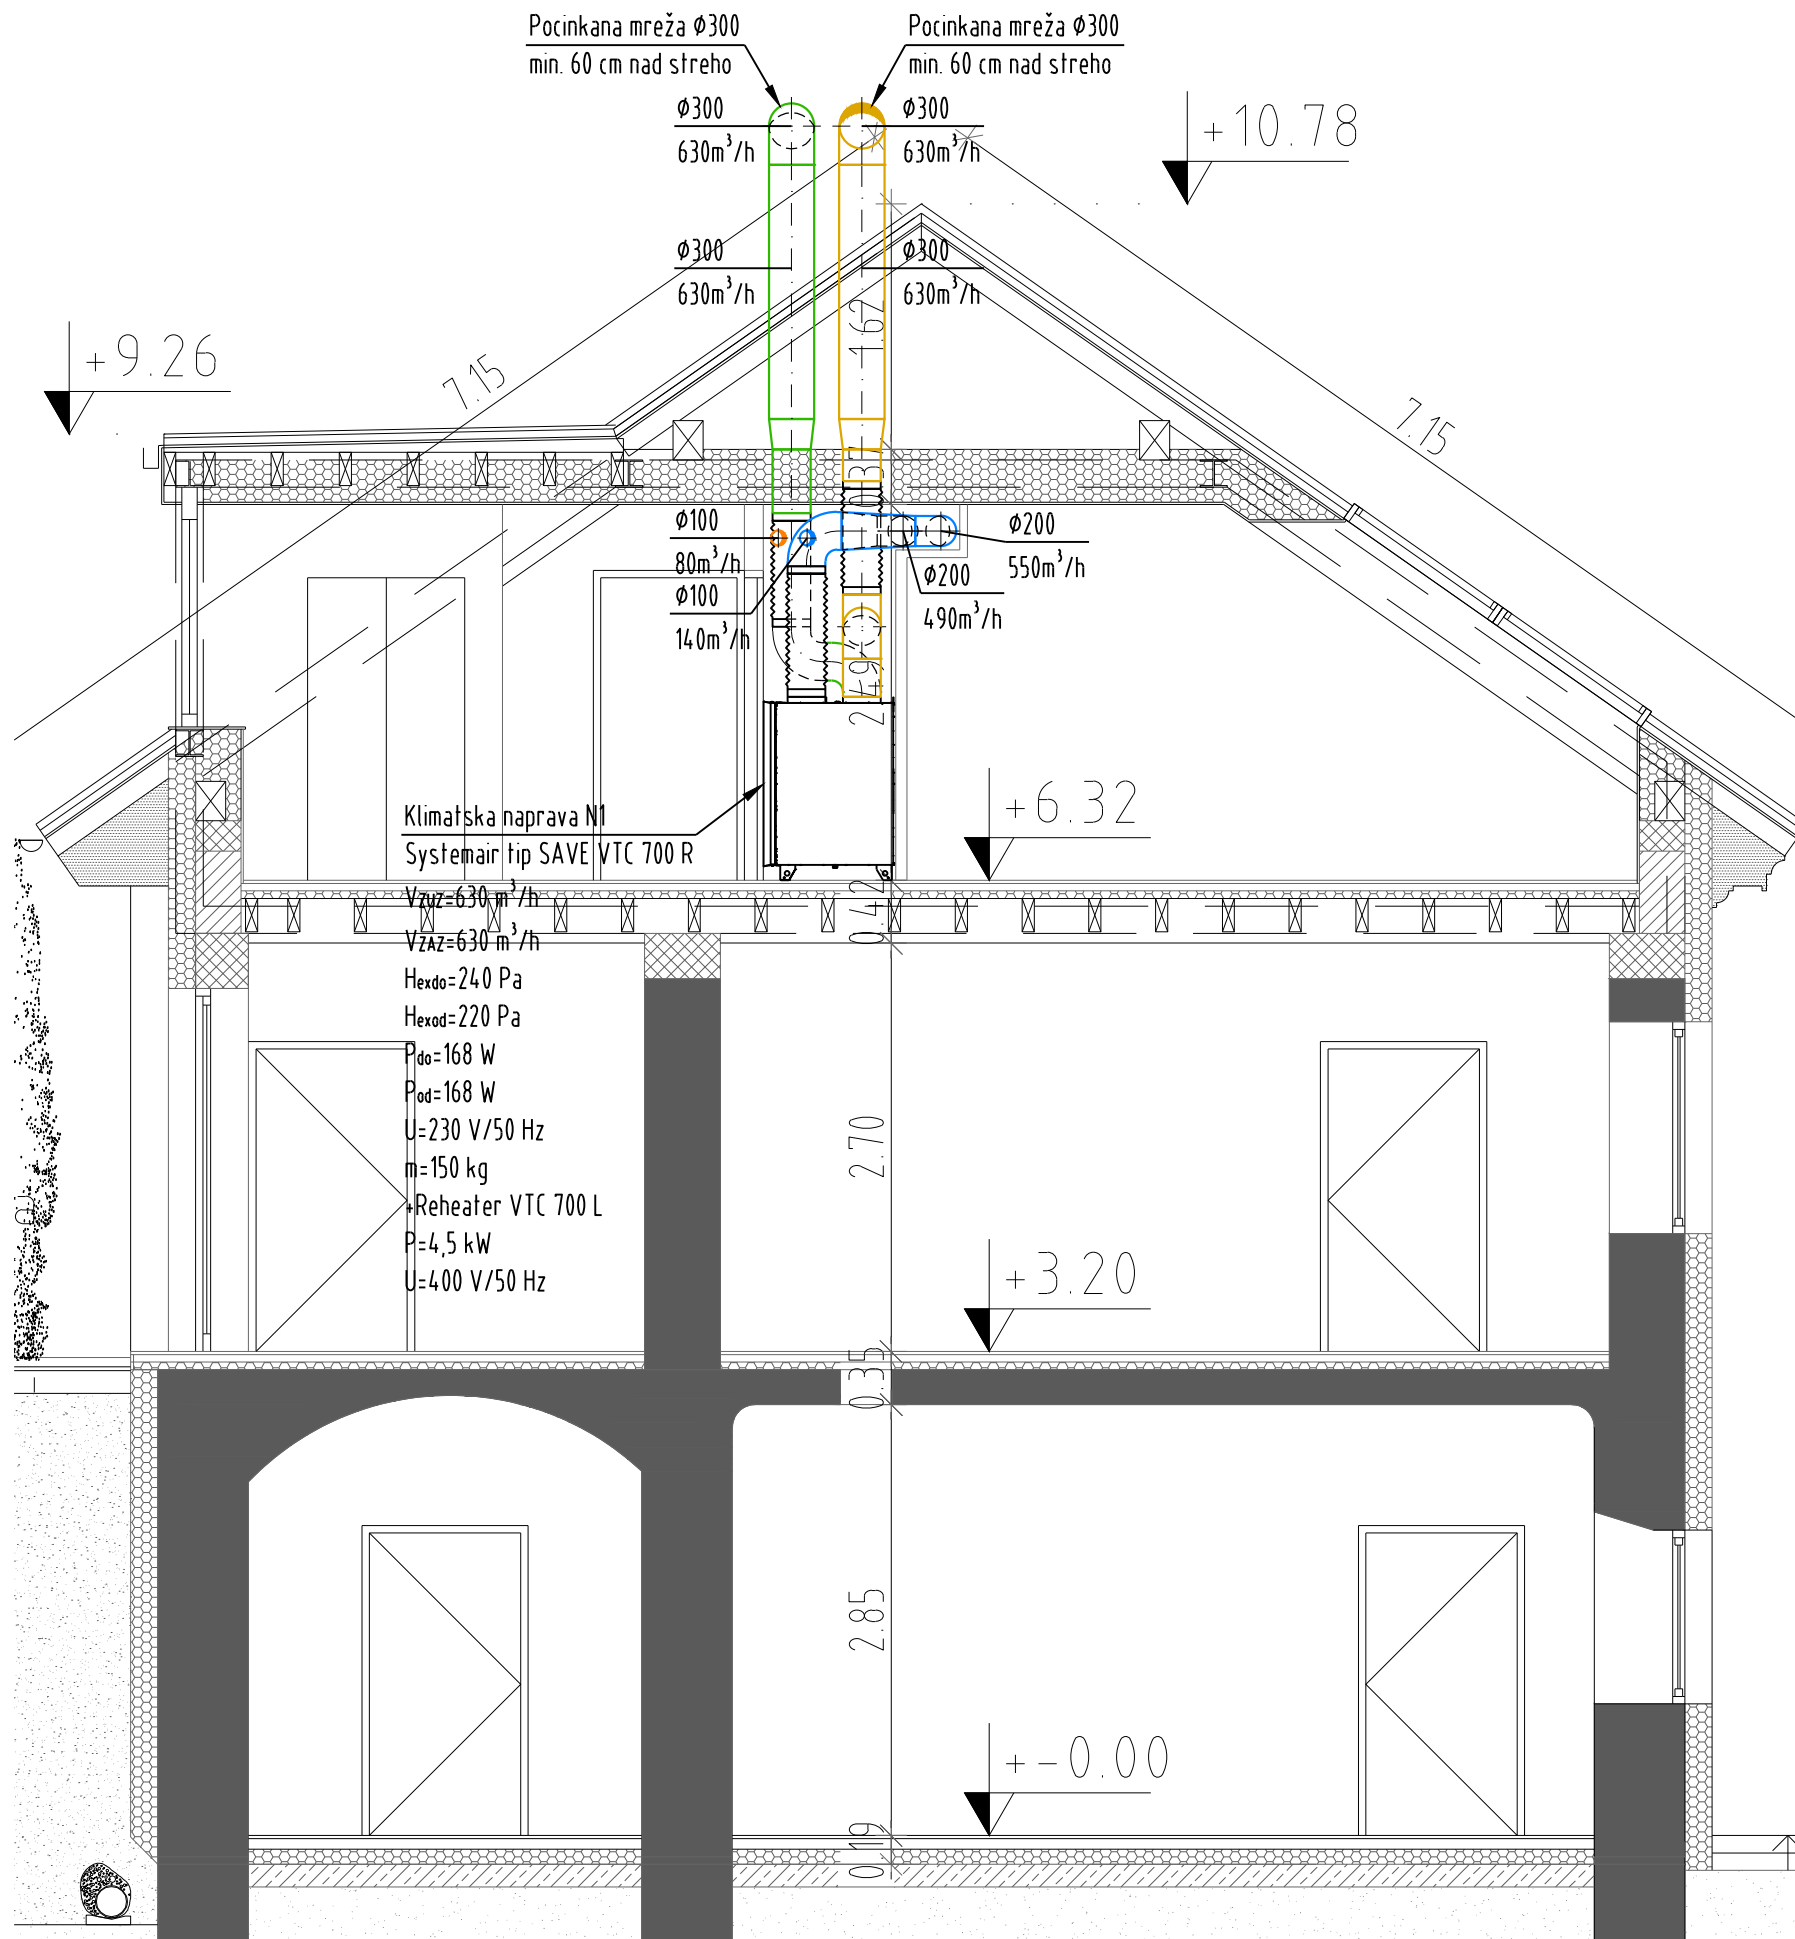 Pocinkana mreža Φ300
min. 60 cm nad streho
Pocinkana mreža Φ300
min. 60 cm nad streho
Φ300
630m³/h
Φ300
630m³/h
+10.78
Φ300
630m³/h
Φ300
630m³/h
1.62
+9.26
7.15
7.15
0.37
Φ100
80m³/h
Φ100
140m³/h
Φ200
550m³/h
Φ200
490m³/h
2.49
Klimatska naprava N1
Systemair tip SAVE VTC 700 R
Vzuz=630 m³/h
VZAZ=630 m³/h
Hexdo=240 Pa
Hexod=220 Pa
Pdo=168 W
Pod=168 W
U=230 V/50 Hz
m=150 kg
+Reheater VTC 700 L
P=4,5 kW
U=400 V/50 Hz
+6.32
0.42
2.70
+3.20
0.35
2.85
+-0.00
0.19